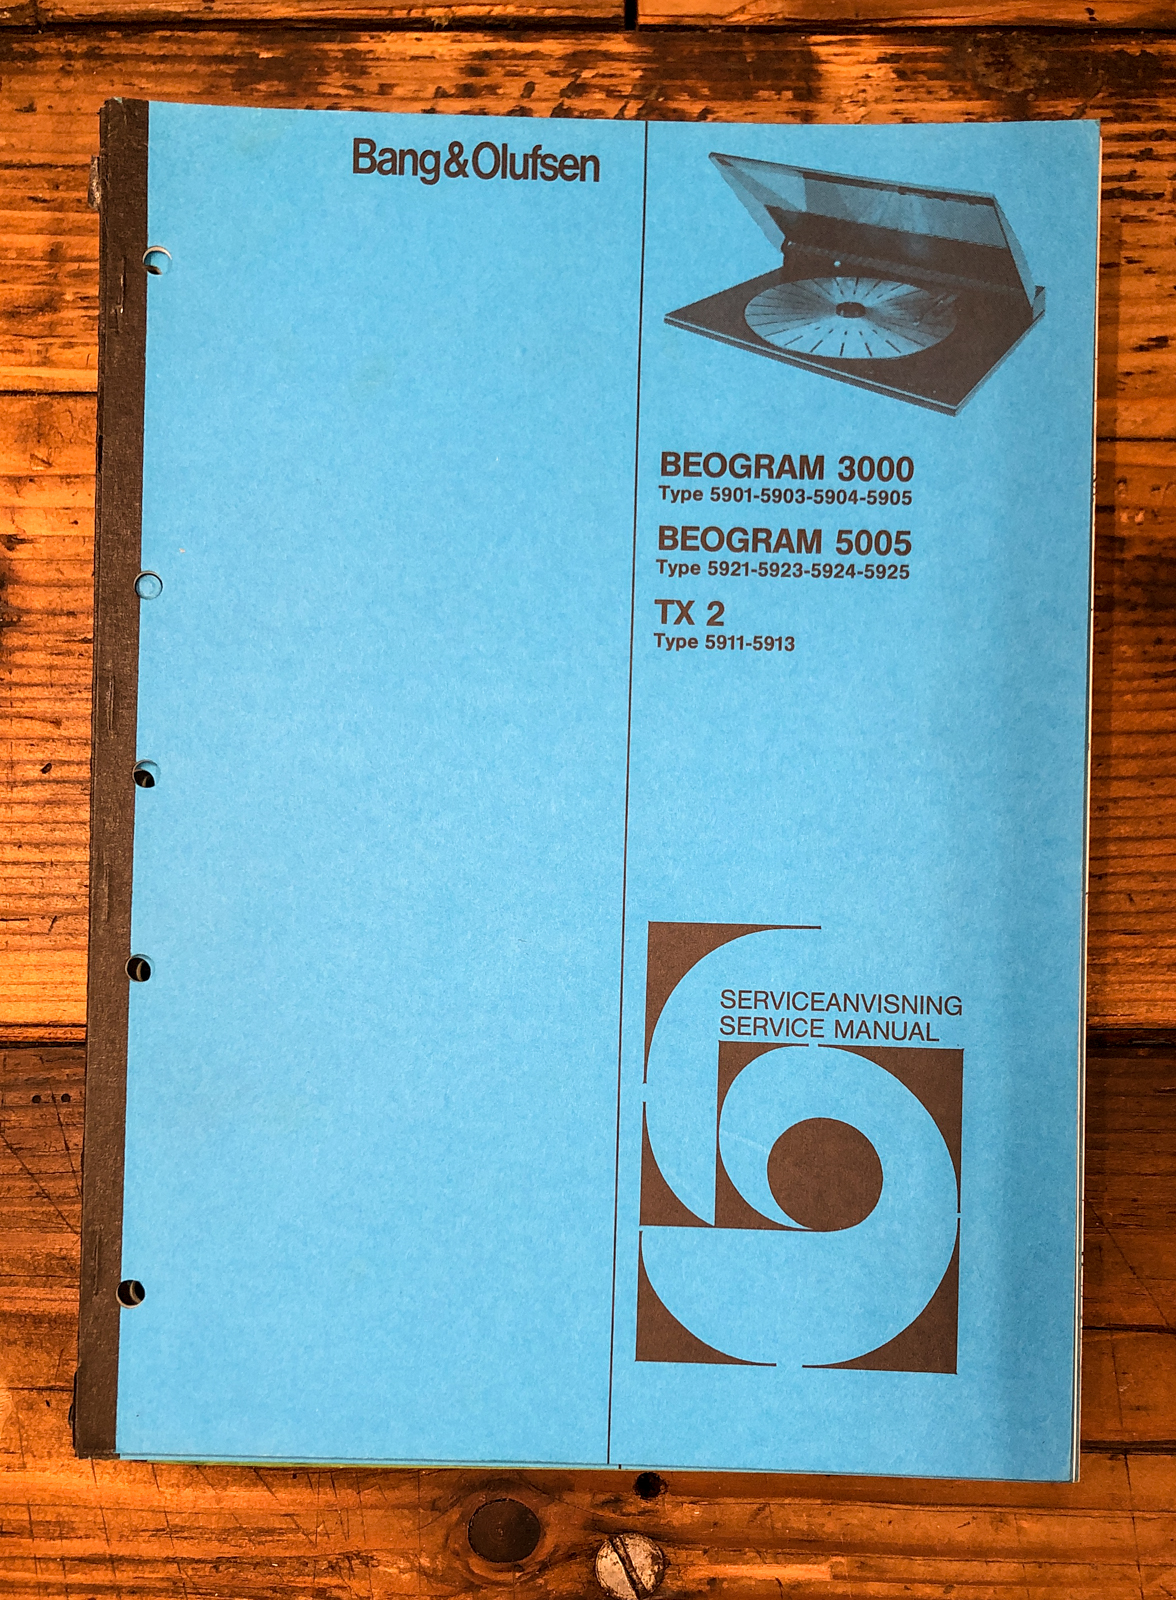 Bang&Olufsen
BEOGRAM 3000
Type 5901-5903-5904-5905
BEOGRAM 5005
Type 5921-5923-5924-5925
TX 2
Type 5911-5913
SERVICEANVISNING
SERVICE MANUAL